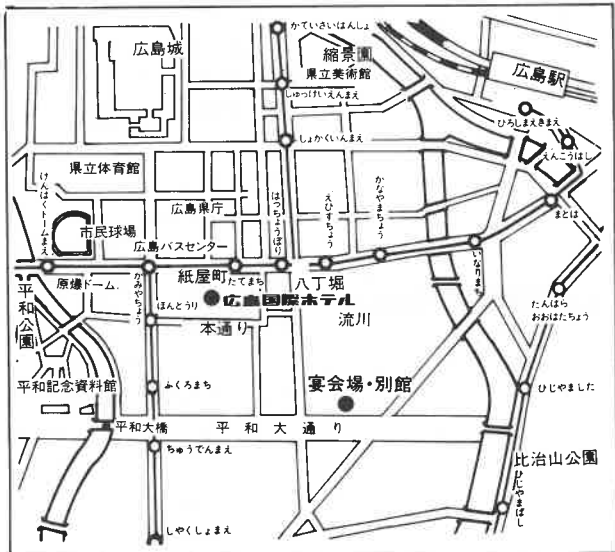 かていさいばんしょ
広島城
縮景園
県立美術館
広島駅
しゅっけいえんまえ
ひろしまえきまえ
しょかくいんまえ
えんこうばし
県立体育館
けんばくドームまえ
広島県庁
はっちょうぼり
えびすちょう
かなやまちょう
まとば
市民球場
広島バスセンター
いなりまち
紙屋町
たてまち
八丁堀
原爆ドーム
かみやちょう
広島国際ホテル
たんばら
おおはたちょう
平和公園
ほんとうり
本通り
流川
平和記念資料館
ふくろまち
宴会場・別館
ひじやました
平和大橋
平和大通り
ちゅうでんまえ
比治山公園
ひじやまばし
しやくしょまえ